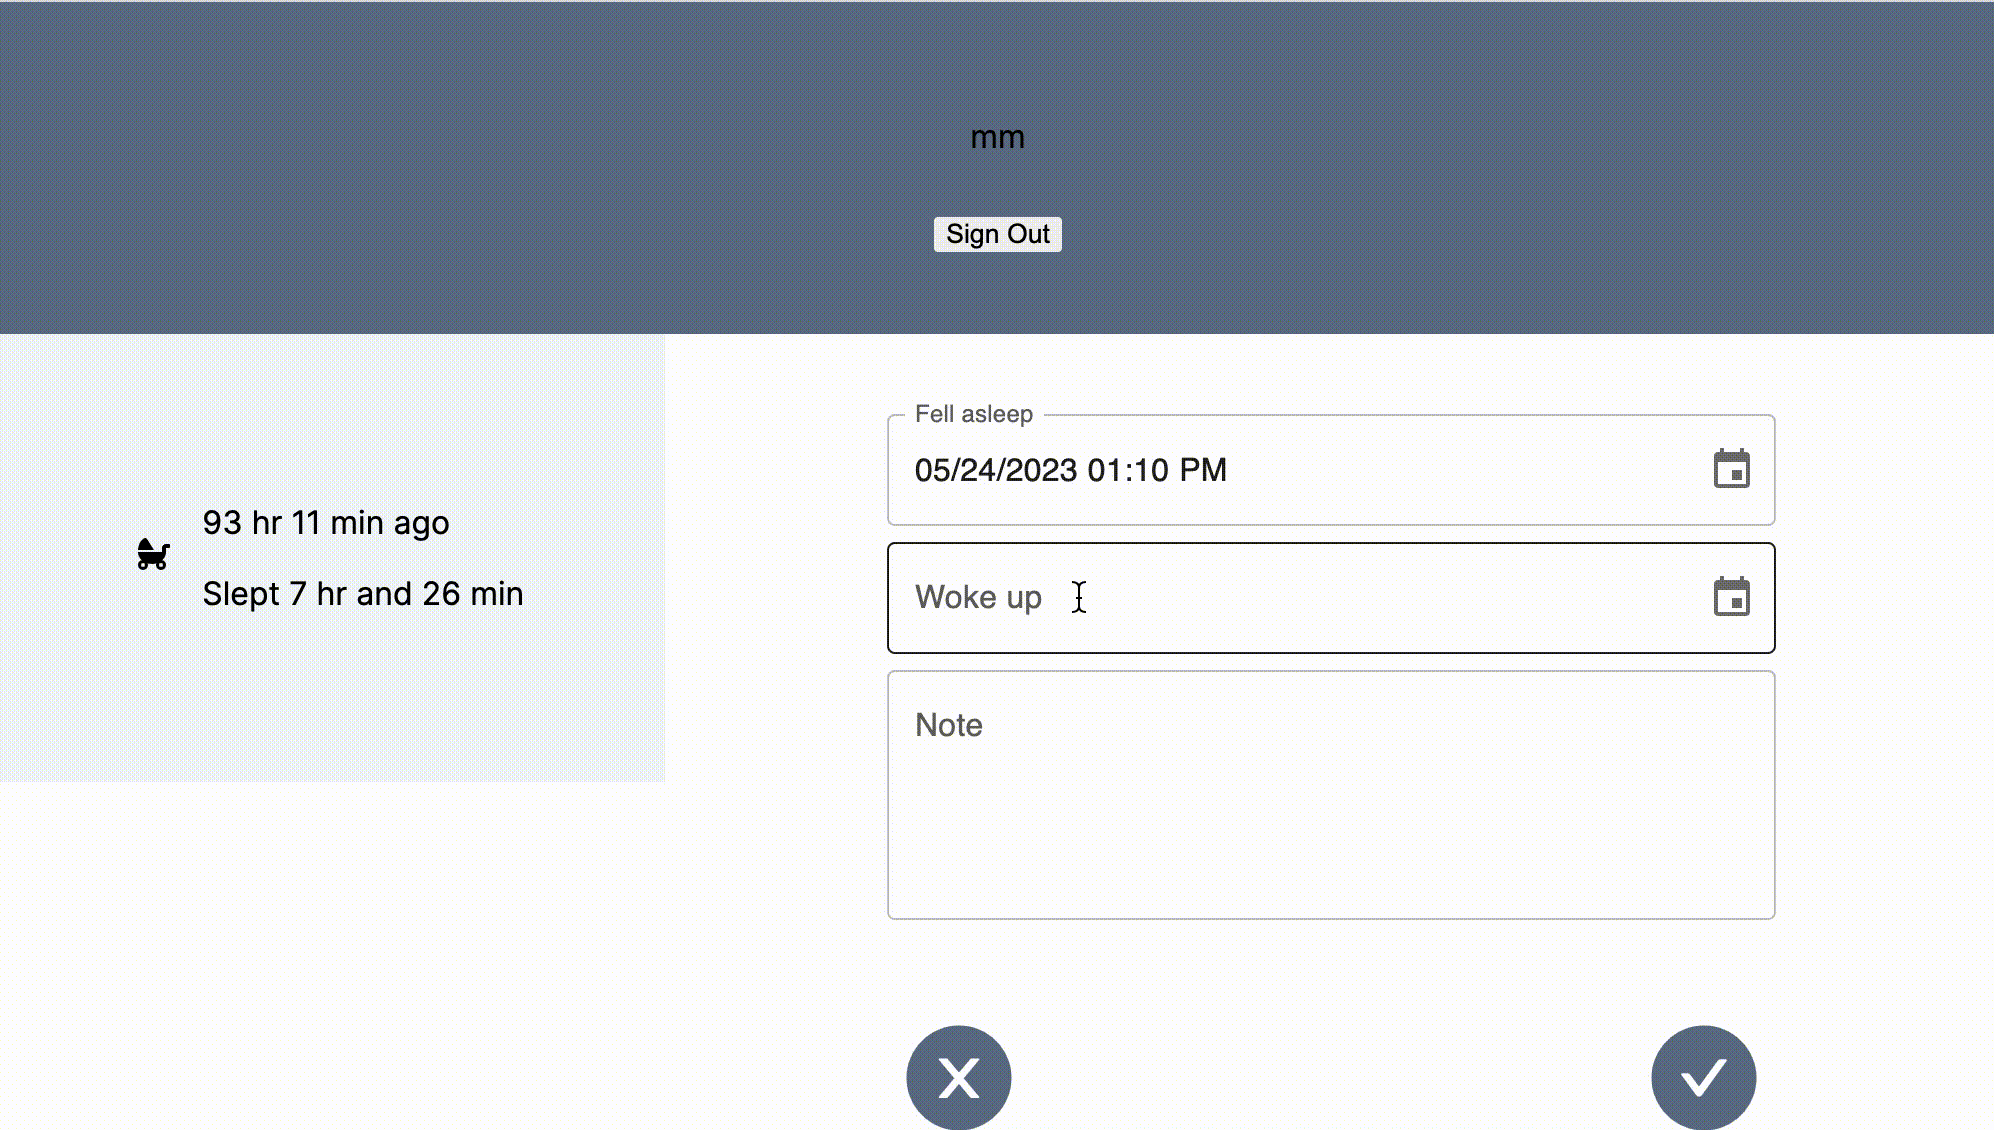 mm
Sign Out
93 hr 11 min ago
Slept 7 hr and 26 min
Fell asleep
05/24/2023 01:10 PM
Woke up
Note